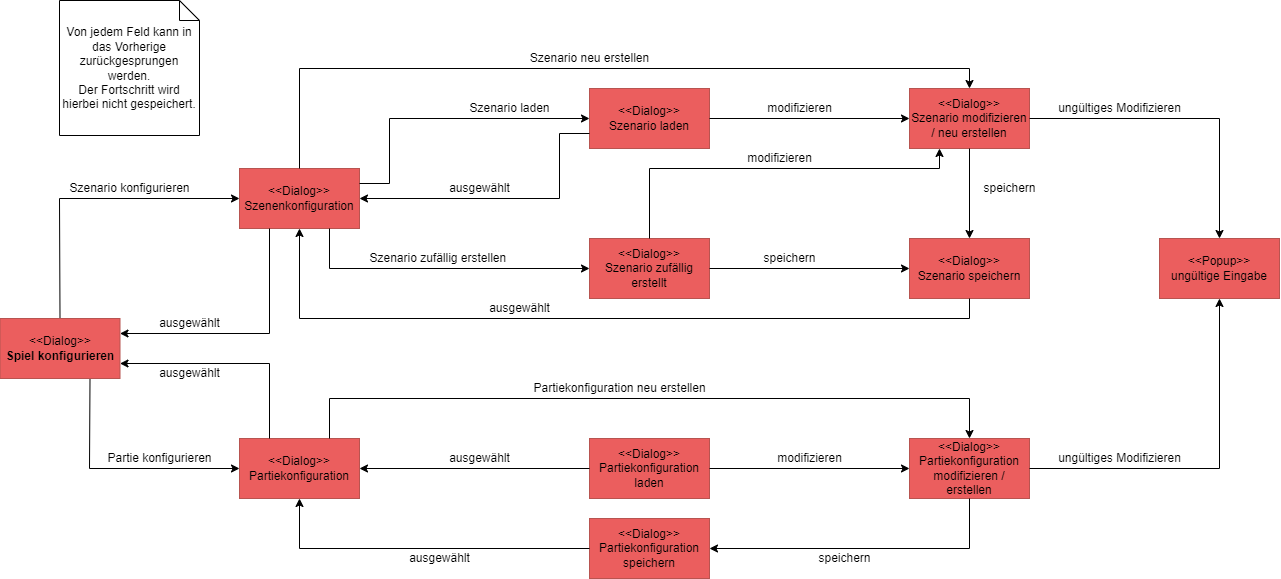 Von jedem Feld kann in
das Vorherige
zurückgesprungen
werden.
Der Fortschritt wird
hierbei nicht gespeichert.
Szenario neu erstellen
Szenario laden
<<Dialog>>
Szenario laden
modifizieren
<<Dialog>>
Szenario modifizieren
/ neu erstellen
ungültiges Modifizieren
modifizieren
Szenario konfigurieren
<<Dialog>>
Szenenkonfiguration
ausgewählt
speichern
Szenario zufällig erstellen
<<Dialog>>
Szenario zufällig
erstellt
speichern
<<Dialog>>
Szenario speichern
<<Popup>>
ungültige Eingabe
ausgewählt
ausgewählt
<<Dialog>>
Spiel konfigurieren
ausgewählt
Partiekonfiguration neu erstellen
Partie konfigurieren
<<Dialog>>
Partiekonfiguration
ausgewählt
<<Dialog>>
Partiekonfiguration
laden
modifizieren
<<Dialog>>
Partiekonfiguration
modifizieren /
erstellen
ungültiges Modifizieren
ausgewählt
<<Dialog>>
Partiekonfiguration
speichern
speichern